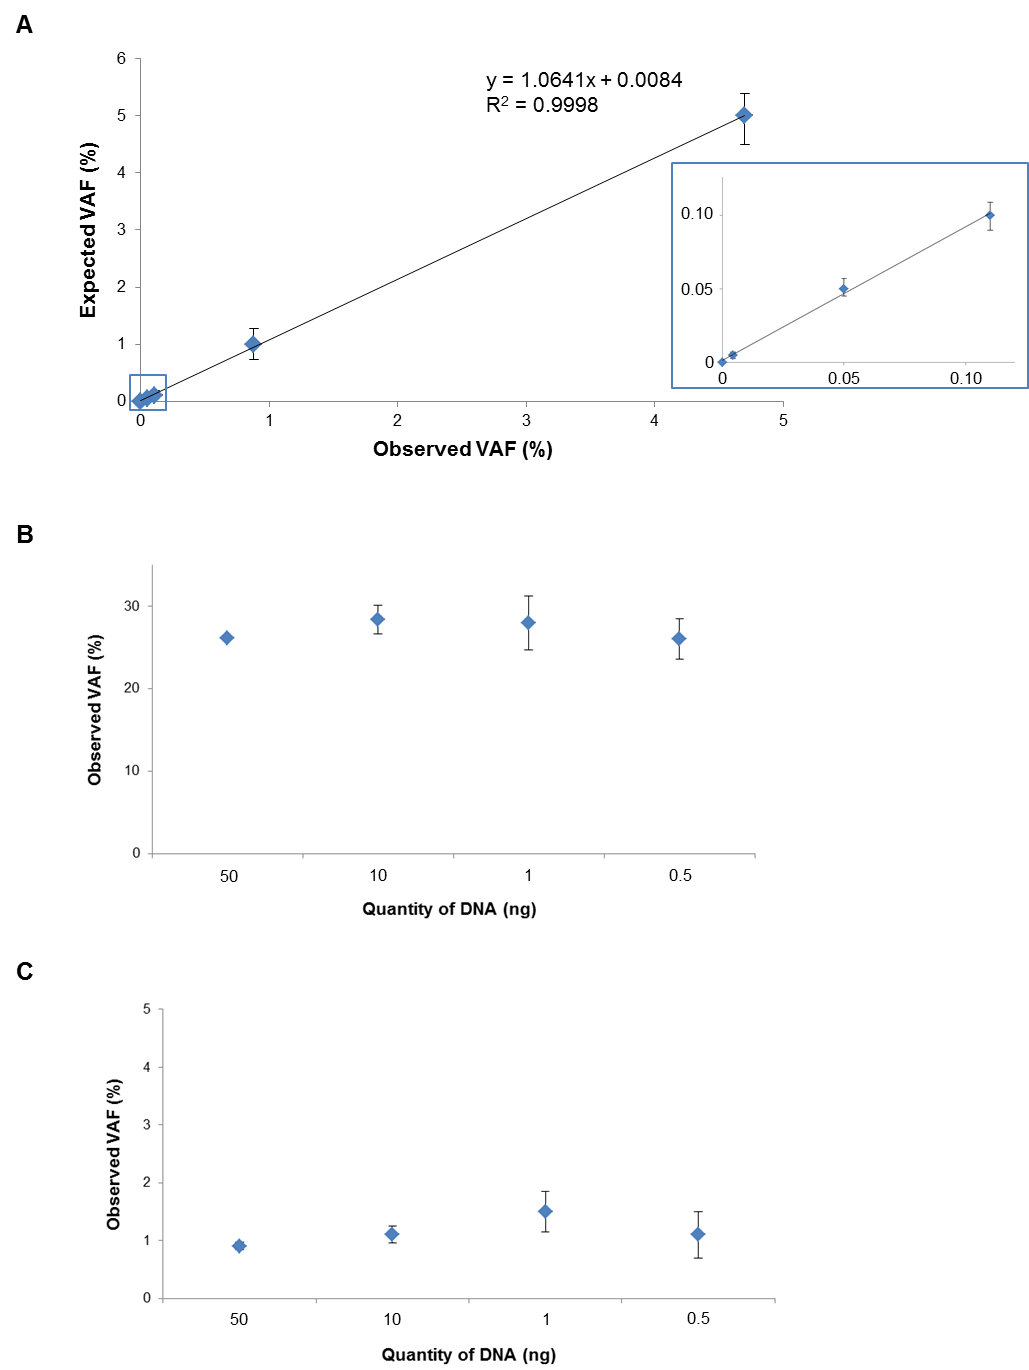 A
6
5
4
3
2
1
0
Expected VAF (%)
y = 1.0641x + 0.0084
R² = 0.9998
0.10
0.05
0
0 0.05 0.10
0 1 2 3 4 5
Observed VAF (%)
B
30
20
10
0
Observed VAF (%)
50 10 1 0.5
Quantity of DNA (ng)
C
5
4
3
2
1
0
Observed VAF (%)
50 10 1 0.5
Quantity of DNA (ng)